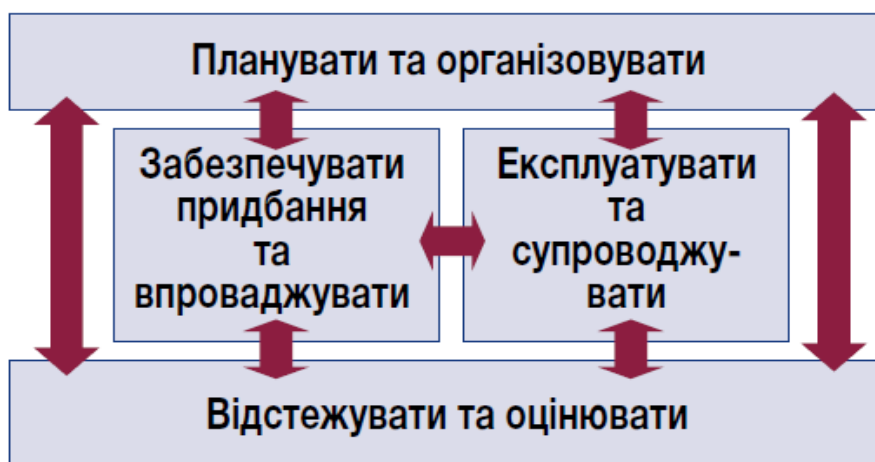 Планувати та організовувати
Забезпечувати
придбання
та
впроваджувати
Експлуатувати
та
супроводжу-
вати
Відстежувати та оцінювати